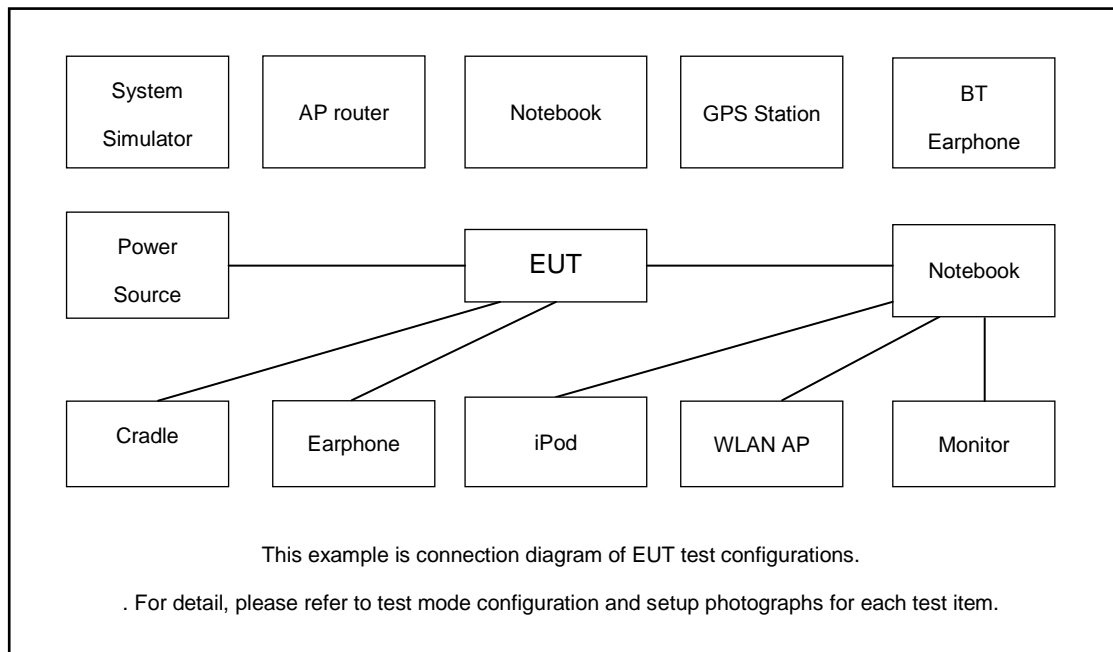 System
Simulator
AP router
Notebook
GPS Station
BT
Earphone
Power
Source
EUT
Notebook
Cradle
Earphone
iPod
WLAN AP
Monitor
This example is connection diagram of EUT test configurations.
. For detail, please refer to test mode configuration and setup photographs for each test item.